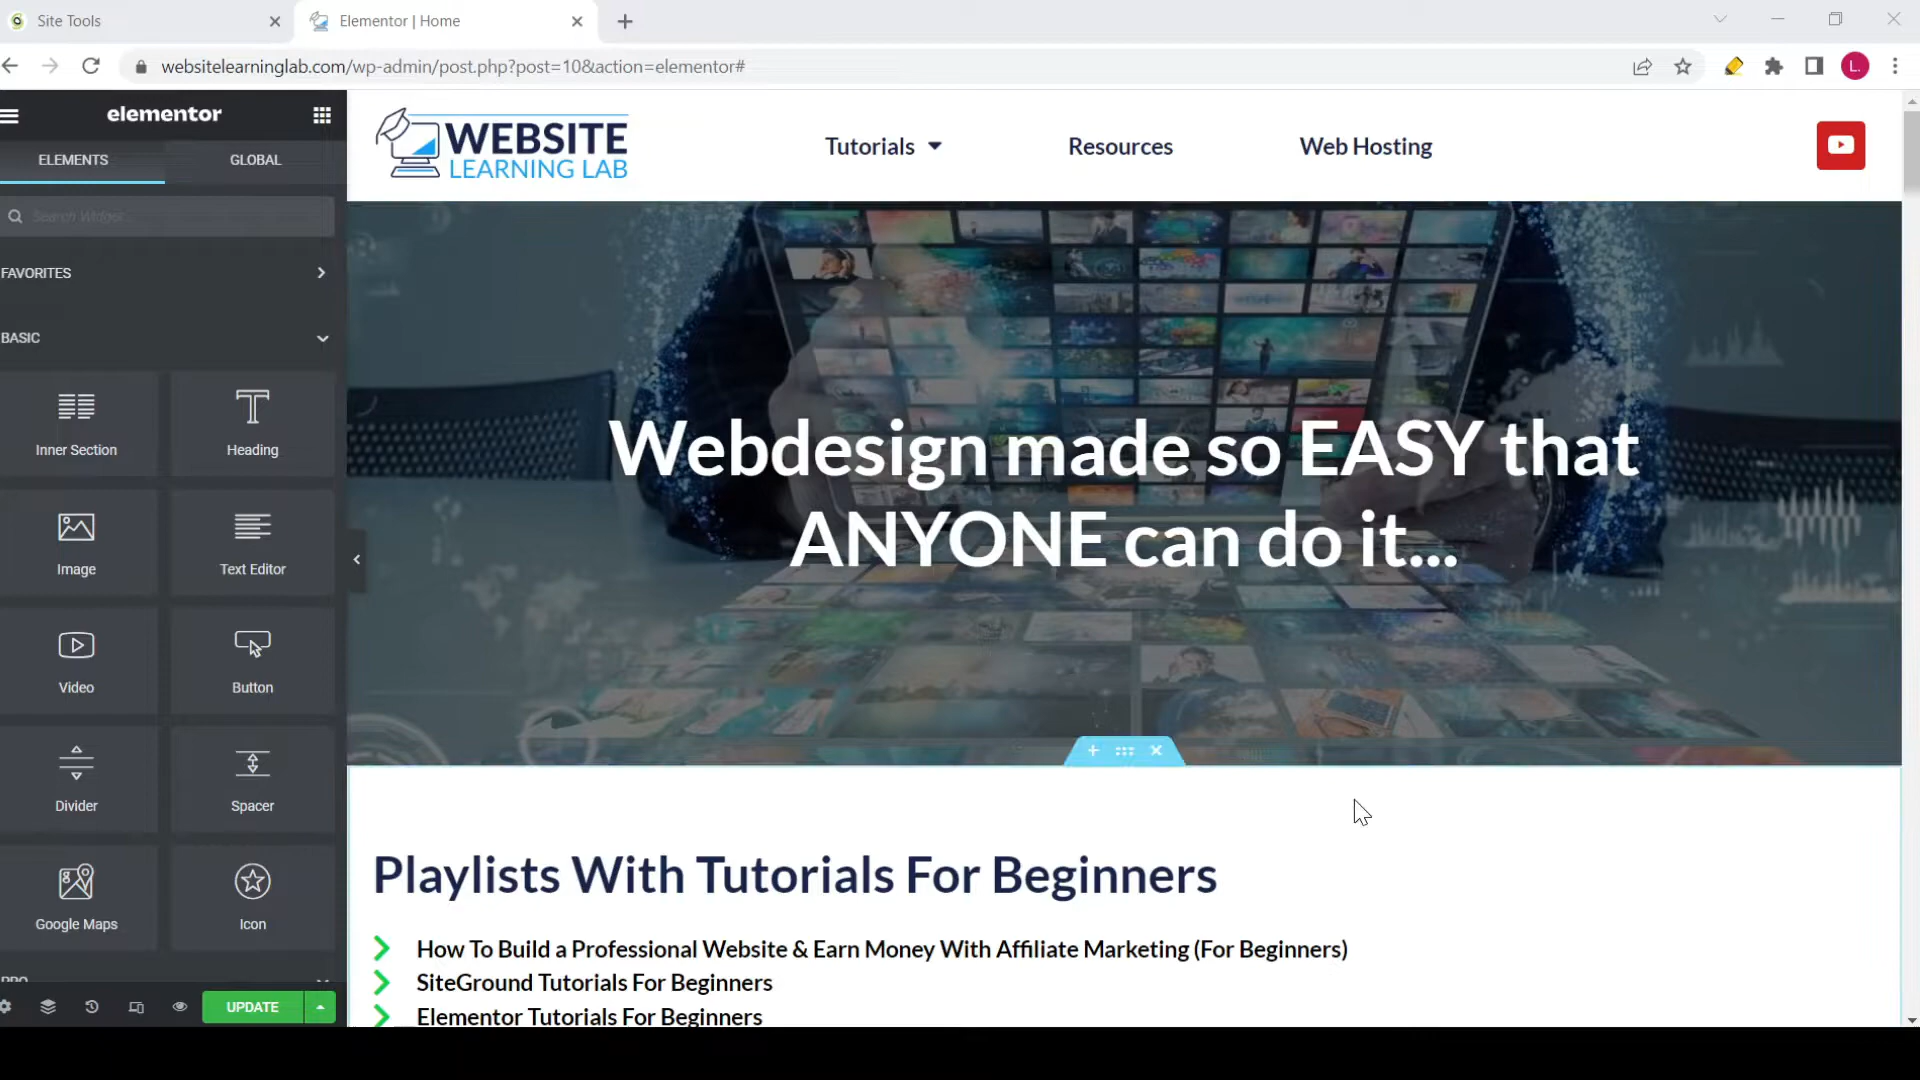 Site Tools
Elementor | Home
websitelearninglab.com/wp-admin/post.php?post=10&action=elementor#
L.
elementor
ELEMENTS
GLOBAL
Search Widget...
FAVORITES
BASIC
Inner Section
Heading
Image
Text Editor
Video
Button
Divider
Spacer
Google Maps
Icon
PRO
UPDATE
WEBSITE
LEARNING LAB
Tutorials
Resources
Web Hosting
Webdesign made so EASY that
ANYONE can do it...
Playlists With Tutorials For Beginners
How To Build a Professional Website & Earn Money With Affiliate Marketing (For Beginners)
SiteGround Tutorials For Beginners
Elementor Tutorials For Beginners